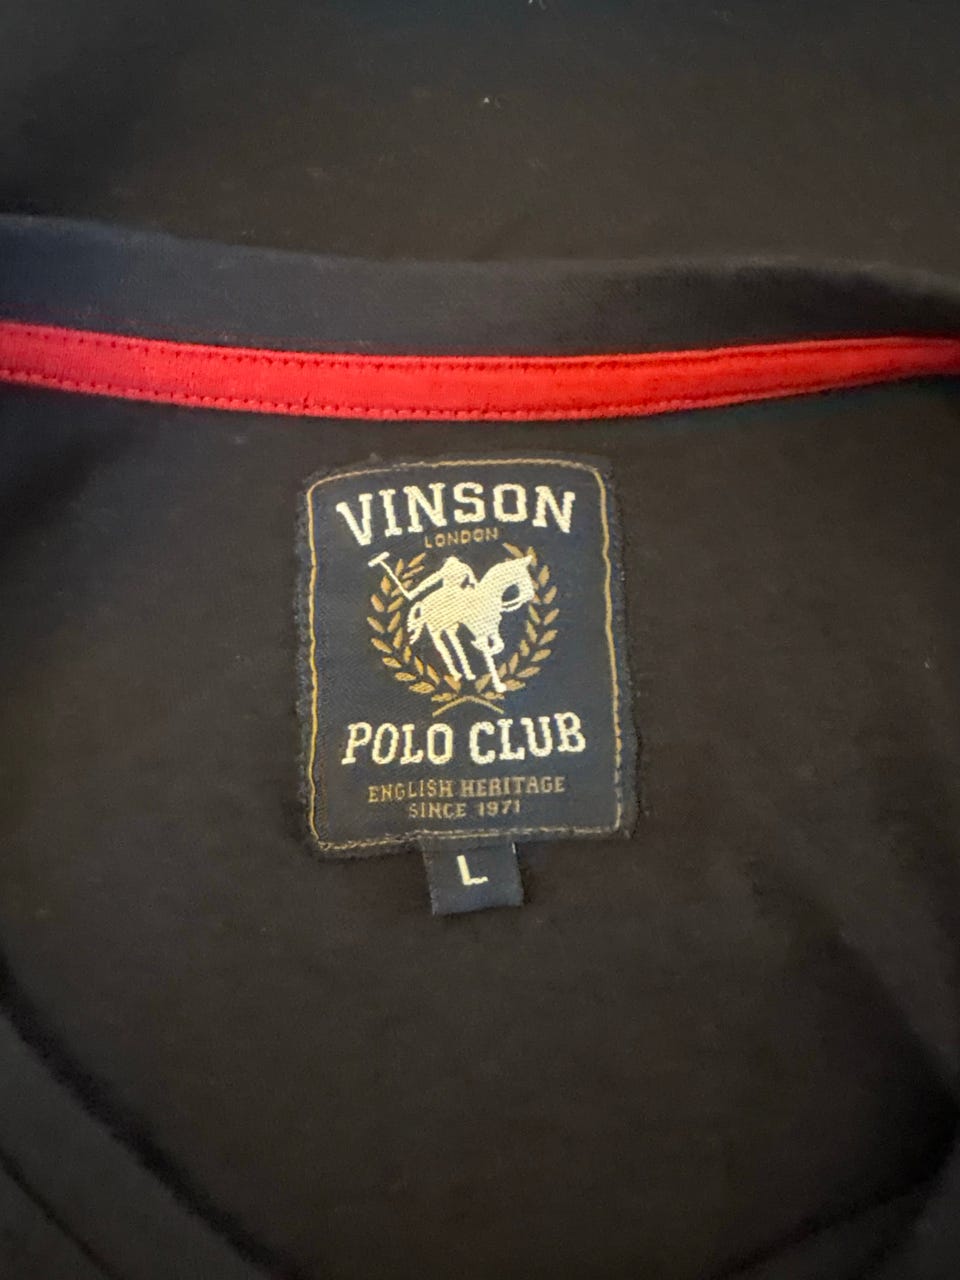 VINSON
LONDON
POLO CLUB
ENGLISH HERITAGE
SINCE 1971
L